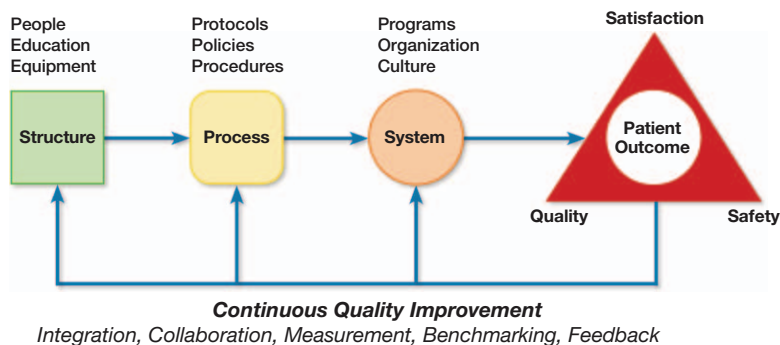 People
Education
Equipment
Protocols
Policies
Procedures
Programs
Organization
Culture
Satisfaction
Structure
Process
System
Patient
Outcome
Quality
Safety
Continuous Quality Improvement
Integration, Collaboration, Measurement, Benchmarking, Feedback